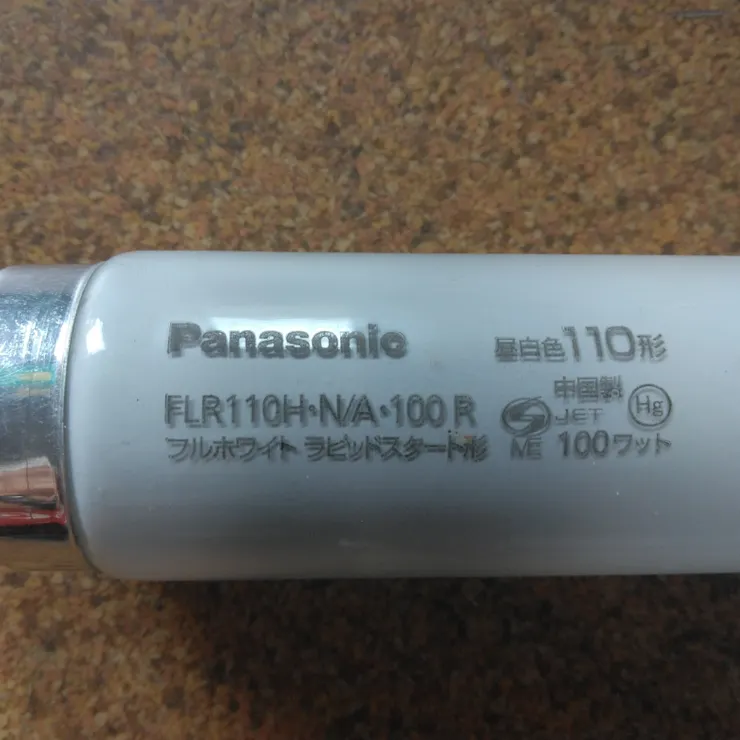 Panasonic 昼白色110形
FLR110H・N/A・100 R JET 中国製 Hg
フルホワイト ラピッドスタート形 ME 100ワット